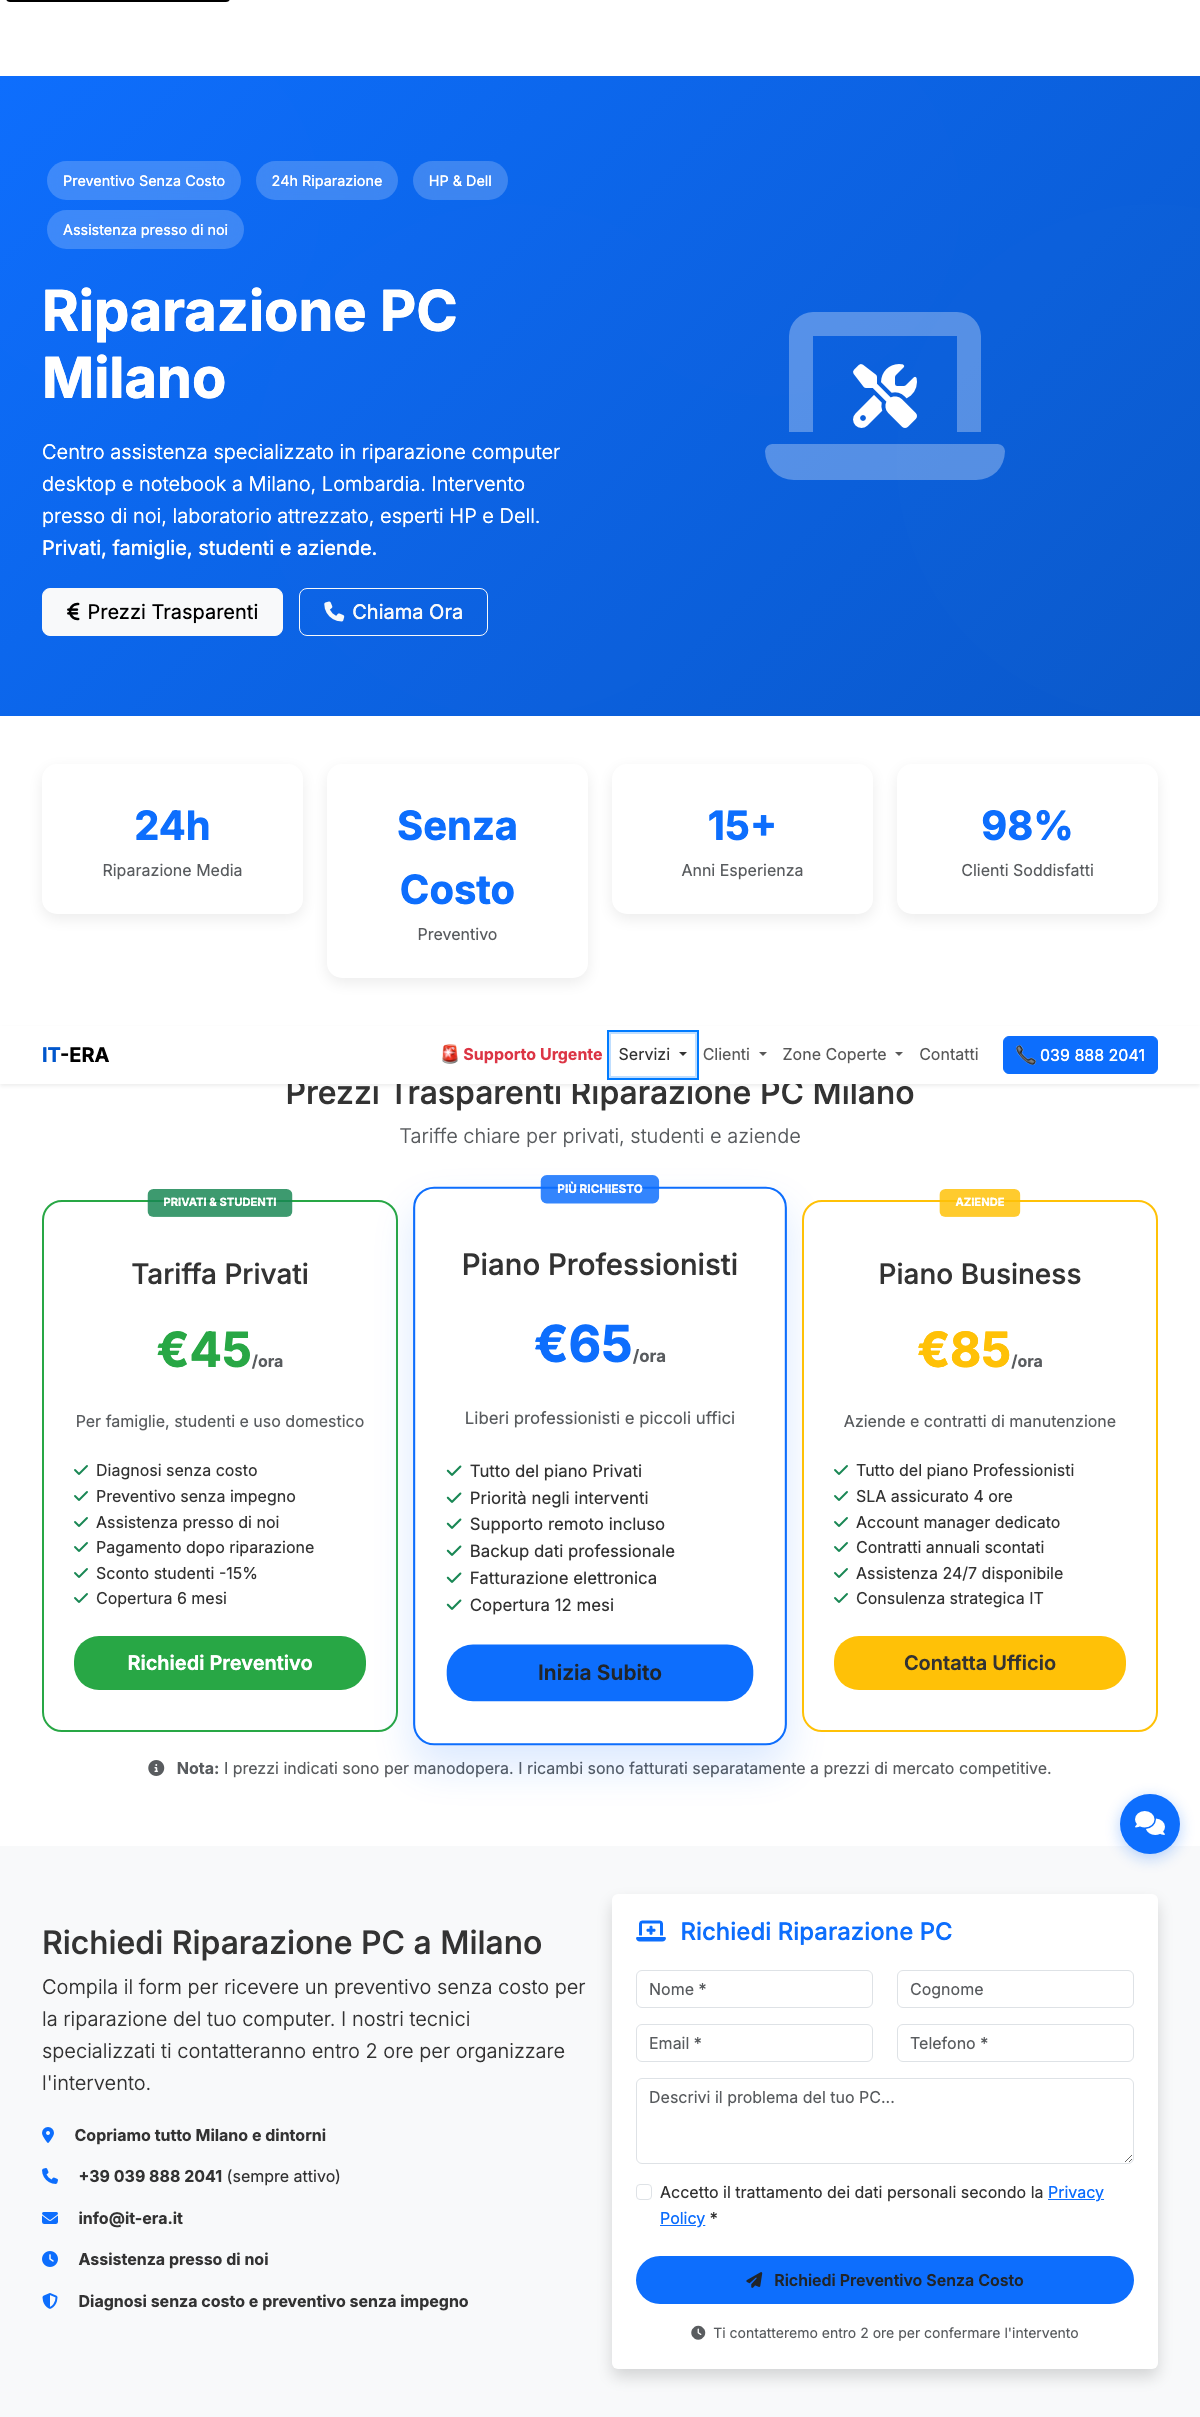 Preventivo Senza Costo
24h Riparazione
HP & Dell
Assistenza presso di noi
Riparazione PC
Milano
Centro assistenza specializzato in riparazione computer
desktop e notebook a Milano, Lombardia. Intervento
presso di noi, laboratorio attrezzato, esperti HP e Dell.
Privati, famiglie, studenti e aziende.
€ Prezzi Trasparenti
Chiama Ora
24h
Riparazione Media
Senza
Costo
Preventivo
15+
Anni Esperienza
98%
Clienti Soddisfatti
IT-ERA
Supporto Urgente
Servizi
Clienti
Zone Coperte
Contatti
039 888 2041
Prezzi Trasparenti Riparazione PC Milano
Tariffe chiare per privati, studenti e aziende
PRIVATI & STUDENTI
Tariffa Privati
€45/ora
Per famiglie, studenti e uso domestico
Diagnosi senza costo
Preventivo senza impegno
Assistenza presso di noi
Pagamento dopo riparazione
Sconto studenti -15%
Copertura 6 mesi
Richiedi Preventivo
PIÙ RICHIESTO
Piano Professionisti
€65/ora
Liberi professionisti e piccoli uffici
Tutto del piano Privati
Priorità negli interventi
Supporto remoto incluso
Backup dati professionale
Fatturazione elettronica
Copertura 12 mesi
Inizia Subito
AZIENDE
Piano Business
€85/ora
Aziende e contratti di manutenzione
Tutto del piano Professionisti
SLA assicurato 4 ore
Account manager dedicato
Contratti annuali scontati
Assistenza 24/7 disponibile
Consulenza strategica IT
Contatta Ufficio
Nota: I prezzi indicati sono per manodopera. I ricambi sono fatturati separatamente a prezzi di mercato competitive.
Richiedi Riparazione PC a Milano
Compila il form per ricevere un preventivo senza costo per
la riparazione del tuo computer. I nostri tecnici
specializzati ti contatteranno entro 2 ore per organizzare
l'intervento.
Copriamo tutto Milano e dintorni
+39 039 888 2041 (sempre attivo)
info@it-era.it
Assistenza presso di noi
Diagnosi senza costo e preventivo senza impegno
Richiedi Riparazione PC
Nome *
Cognome
Email *
Telefono *
Descrivi il problema del tuo PC...
Accetto il trattamento dei dati personali secondo la Privacy
Policy *
Richiedi Preventivo Senza Costo
Ti contatteremo entro 2 ore per confermare l'intervento